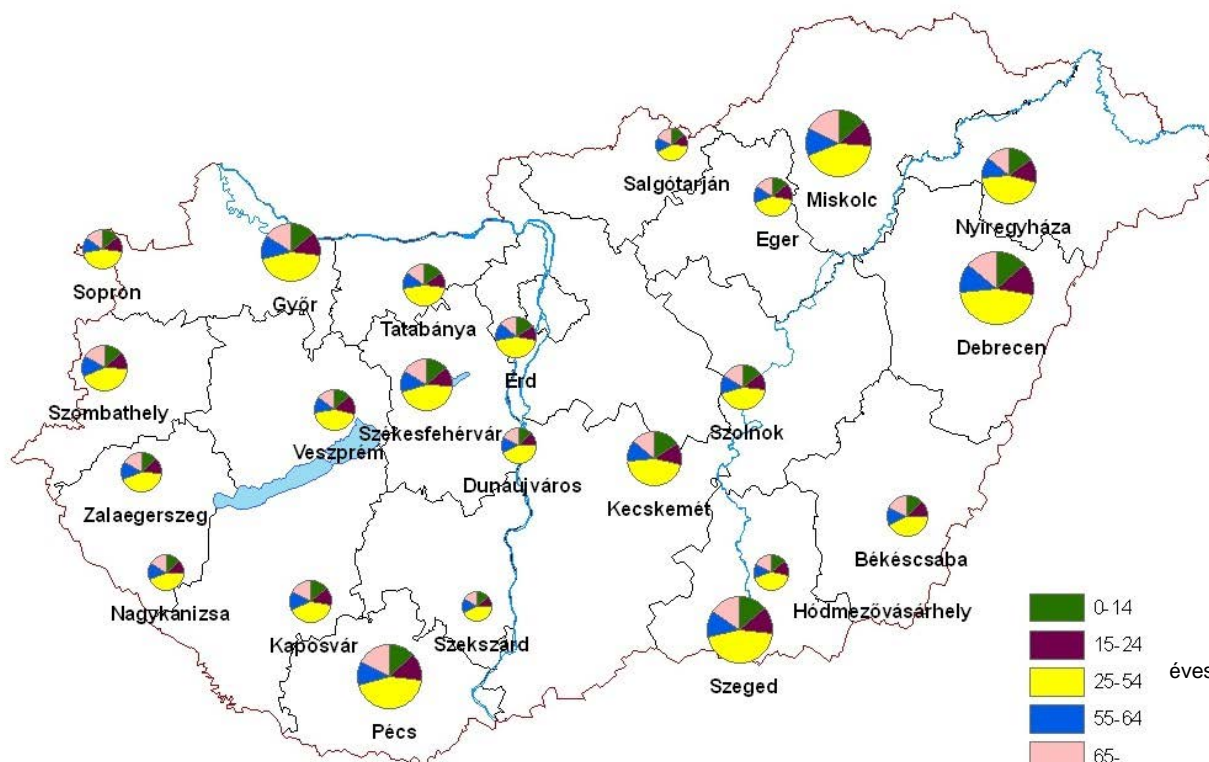 Salgótarján
Miskolc
Eger
Nyíregyháza
Sopron
Győr
Tatabánya
Érd
Debrecen
Szombathely
Veszprém
Székesfehérvár
Szolnok
Dunaújváros
Kecskemét
Zalaegerszeg
Békéscsaba
Nagykanizsa
Kaposvár
Szekszárd
Hódmezővásárhely
Szeged
Pécs
0-14
15-24
25-54
éves
55-64
65-